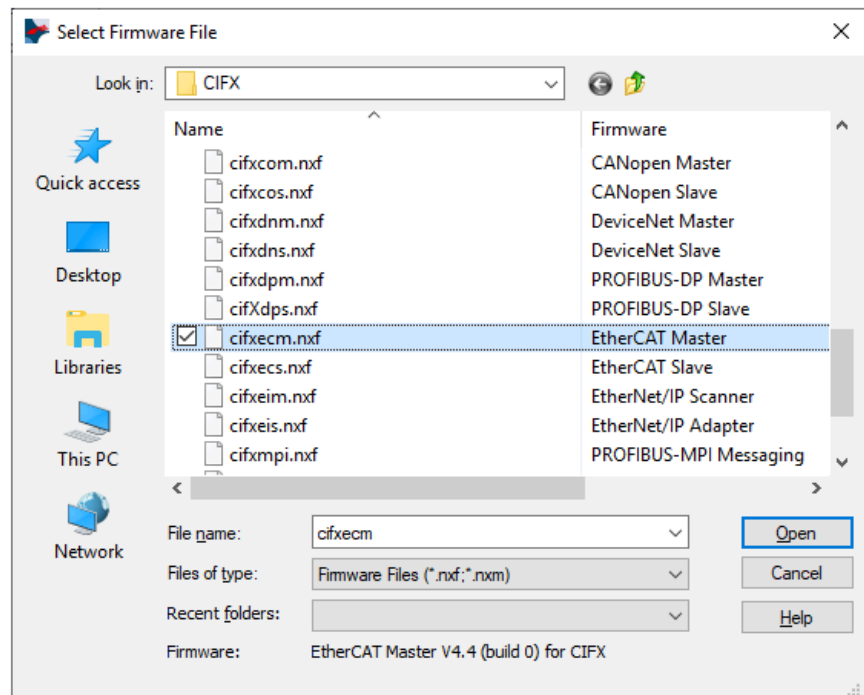 Select Firmware File
Look in: CIFX
Name Firmware
cifxcom.nxf CANopen Master
cifxcos.nxf CANopen Slave
cifxdnm.nxf DeviceNet Master
cifxdns.nxf DeviceNet Slave
cifxdpm.nxf PROFIBUS-DP Master
cifXdps.nxf PROFIBUS-DP Slave
cifxecm.nxf EtherCAT Master
cifxecs.nxf EtherCAT Slave
cifxeim.nxf EtherNet/IP Scanner
cifxeis.nxf EtherNet/IP Adapter
cifxmpi.nxf PROFIBUS-MPI Messaging
Quick access
Desktop
Libraries
This PC
Network
File name: cifxecm Open
Files of type: Firmware Files (*.nxf;*.nxm) Cancel
Recent folders: Help
Firmware: EtherCAT Master V4.4 (build 0) for CIFX